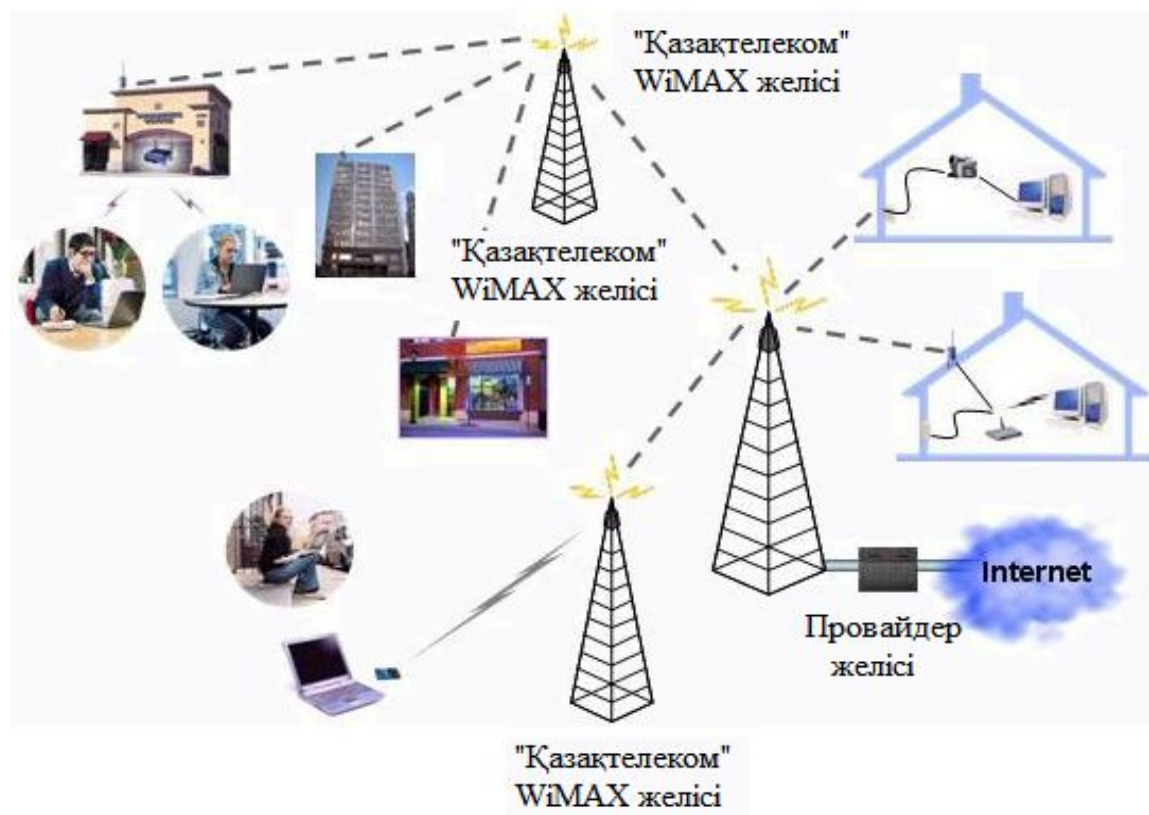 "Қазақтелеком"
WiMAX желісі
"Қазақтелеком"
WiMAX желісі
Internet
Провайдер
желісі
"Қазақтелеком"
WiMAX желісі